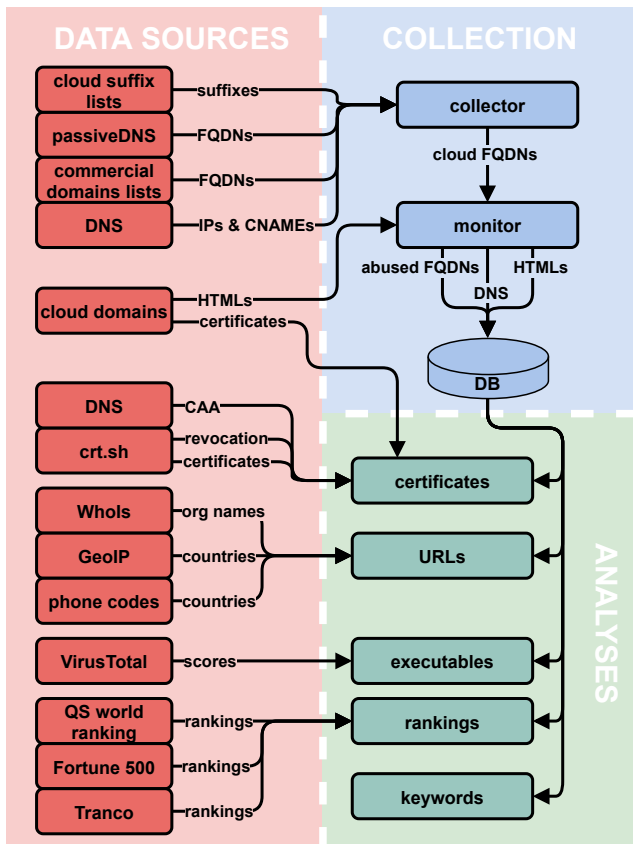 DATA SOURCES
COLLECTION
cloud suffix
lists
suffixes
collector
passiveDNS
FQDNs
cloud FQDNs
commercial
domains lists
FQDNs
DNS
IPs & CNAMEs
monitor
abused FQDNs
HTMLs
DNS
cloud domains
HTMLs
certificates
DB
DNS
CAA
crt.sh
revocation
certificates
certificates
WhoIs
org names
GeoIP
countries
URLs
phone codes
countries
ANALYSES
VirusTotal
scores
executables
QS world
ranking
rankings
rankings
Fortune 500
rankings
Tranco
rankings
keywords